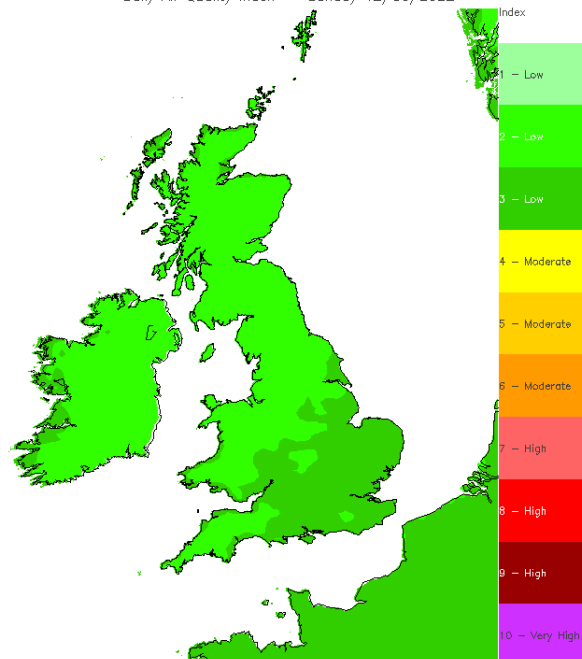 Index
1 - Low
2 - Low
3 - Low
4 - Moderate
5 - Moderate
6 - Moderate
7 - High
8 - High
9 - High
10 - Very High